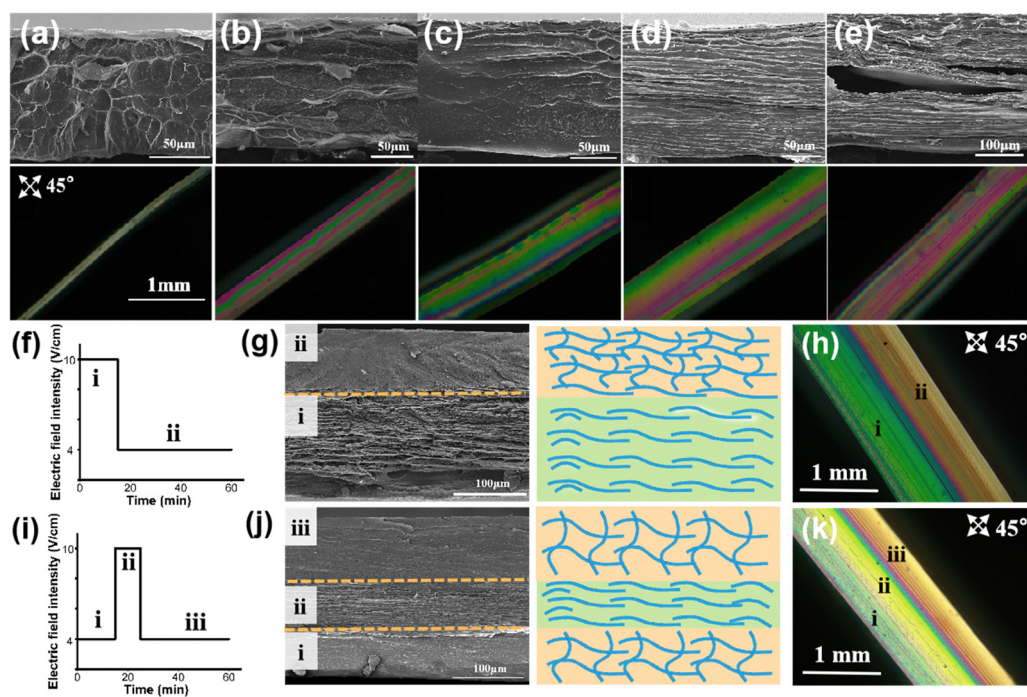 (a) (b) (c) (d) (e)
50μm 50μm 50μm 50μm 100μm
45°
1mm
(f) (g) (h)
Electric field intensity (V/cm)
10
4
i
ii
0 20 40 60
Time (min)
ii
i
100μm
45°
ii
i
1 mm
(i) (j) (k)
Electric field intensity (V/cm)
10
4
ii
i
iii
0 20 40 60
Time (min)
iii
ii
i
100μm
45°
iii
ii
i
1 mm